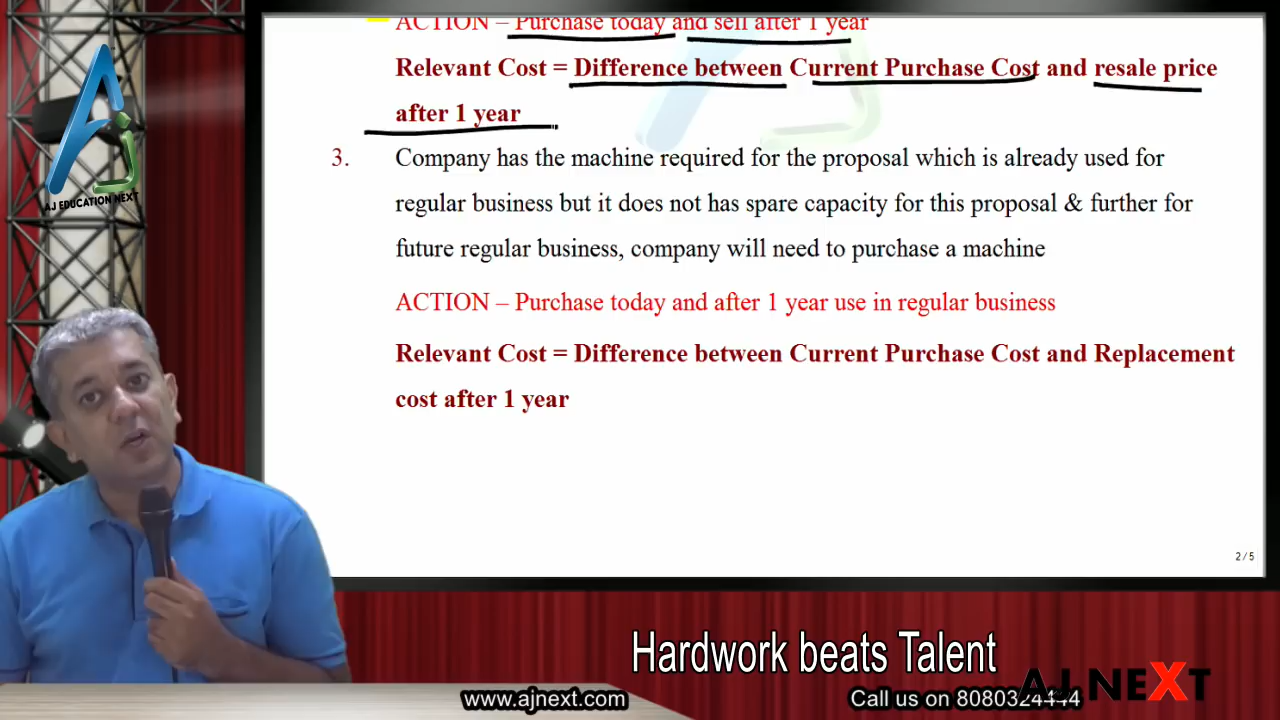 ACTION – Purchase today and sell after 1 year
Relevant Cost = Difference between Current Purchase Cost and resale price
after 1 year
3. Company has the machine required for the proposal which is already used for
regular business but it does not has spare capacity for this proposal & further for
future regular business, company will need to purchase a machine
ACTION – Purchase today and after 1 year use in regular business
Relevant Cost = Difference between Current Purchase Cost and Replacement
cost after 1 year
2/5
AJ EDUCATION NEXT
Hardwork beats Talent
AJ NEXT
www.ajnext.com
Call us on 8080324444